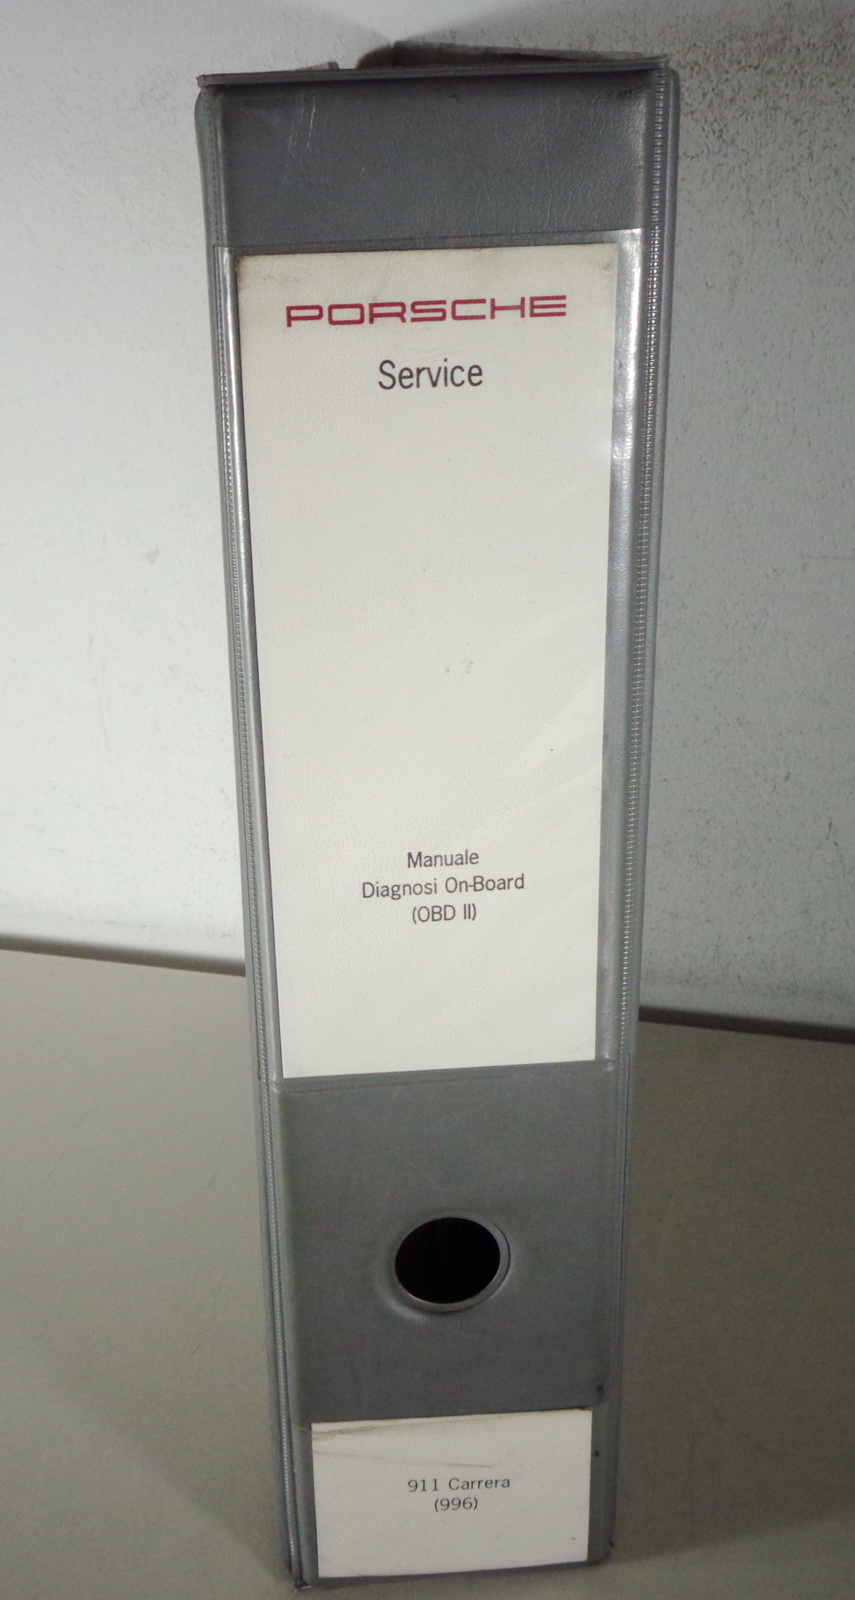 PORSCHE
Service
Manuale
Diagnosi On-Board
(OBD II)
911 Carrera
(996)